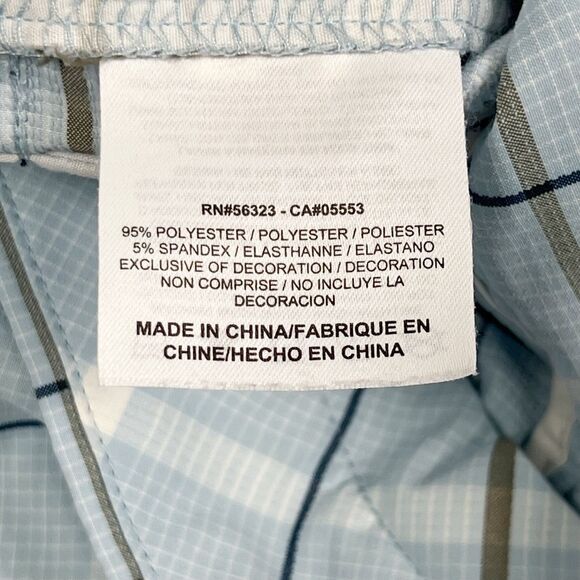 RN#56323 - CA#05553
95% POLYESTER / POLYESTER / POLIESTER
5% SPANDEX / ELASTHANNE / ELASTANO
EXCLUSIVE OF DECORATION / DECORATION
NON COMPRISE / NO INCLUYE LA
DECORACION
MADE IN CHINA/FABRIQUE EN
CHINE/HECHO EN CHINA